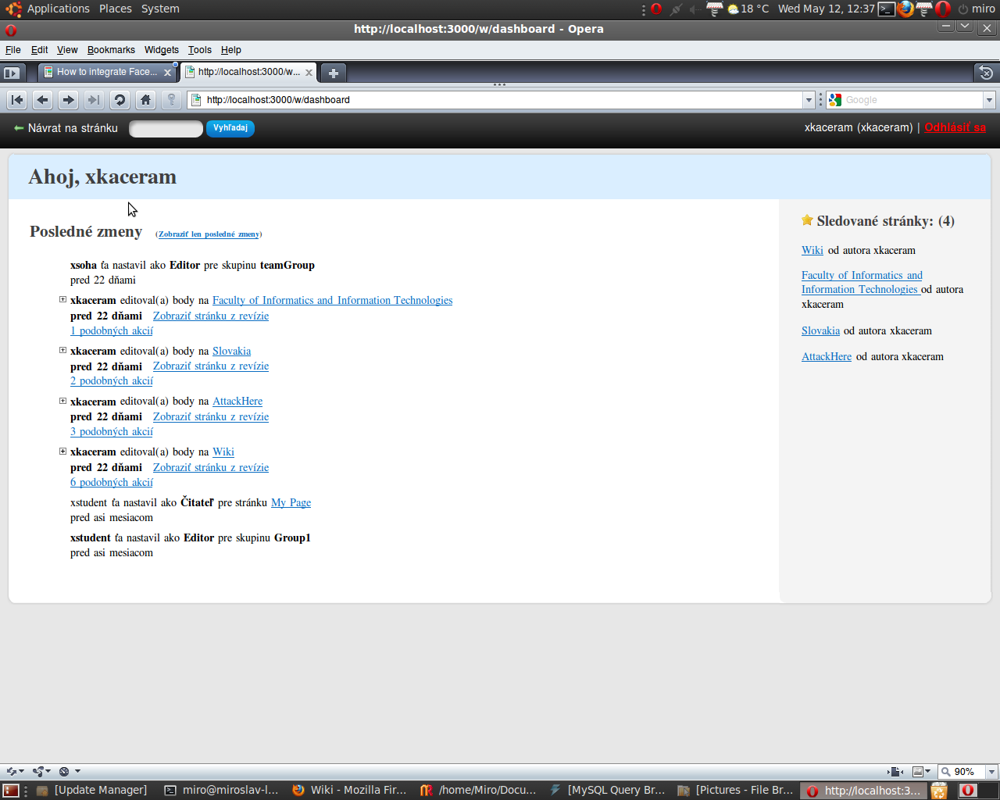 Applications Places System
18 °C Wed May 12, 12:37 miro
http://localhost:3000/w/dashboard - Opera
File Edit View Bookmarks Widgets Tools Help
How to integrate Face... http://localhost:3000/w...
http://localhost:3000/w/dashboard Google
Návrat na stránku Vyhľadaj xkaceram (xkaceram) | Odhlásiť sa
Ahoj, xkaceram
Posledné zmeny (Zobraziť len posledné zmeny)
xsoha ťa nastavil ako Editor pre skupinu teamGroup
pred 22 dňami
xkaceram editoval(a) body na Faculty of Informatics and Information Technologies
pred 22 dňami Zobraziť stránku z revízie
1 podobných akcií
xkaceram editoval(a) body na Slovakia
pred 22 dňami Zobraziť stránku z revízie
2 podobných akcií
xkaceram editoval(a) body na AttackHere
pred 22 dňami Zobraziť stránku z revízie
3 podobných akcií
xkaceram editoval(a) body na Wiki
pred 22 dňami Zobraziť stránku z revízie
6 podobných akcií
xstudent ťa nastavil ako Čitateľ pre stránku My Page
pred asi mesiacom
xstudent ťa nastavil ako Editor pre skupinu Group1
pred asi mesiacom
Sledované stránky: (4)
Wiki od autora xkaceram
Faculty of Informatics and
Information Technologies od autora
xkaceram
Slovakia od autora xkaceram
AttackHere od autora xkaceram
90%
[Update Manager] miro@miroslav-l... Wiki - Mozilla Fir... /home/Miro/Docu... [MySQL Query Br... [Pictures - File Br... http://localhost:3...